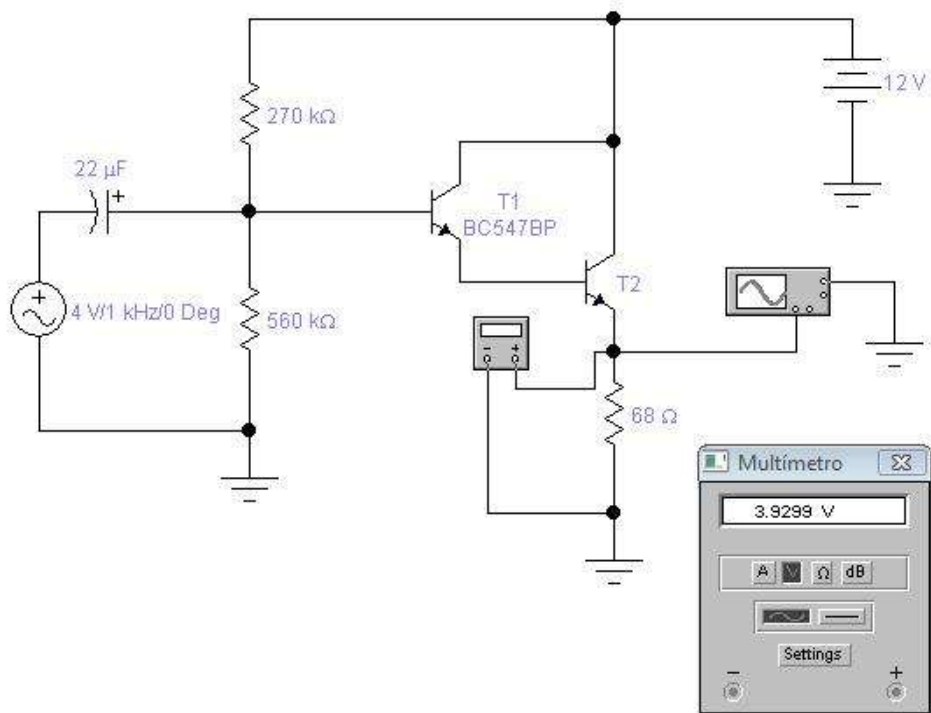 12 V
270 kΩ
22 µF
+
T1
BC547BP
+
4 V/1 kHz/0 Deg
T2
560 kΩ
- +
68 Ω
Multímetro
3.9299 V
A V Ω dB
Settings
- +